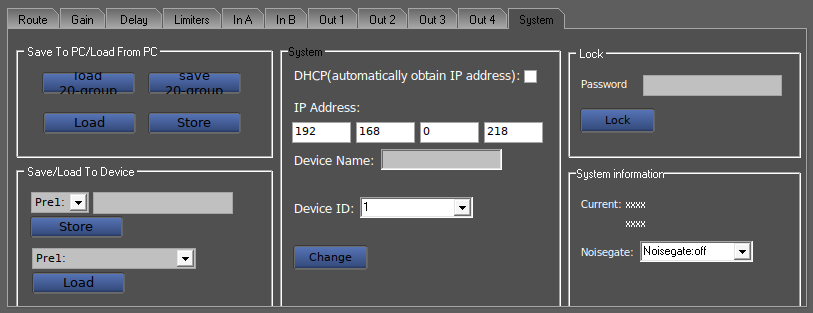 Route Gain Delay Limiters In A In B Out 1 Out 2 Out 3 Out 4 System
Save To PC/Load From PC
load
20-group
save
20-group
Load
Store
Save/Load To Device
Pre1:
Store
Pre1:
Load
System
DHCP(automatically obtain IP address):
IP Address:
192 168 0 218
Device Name:
Device ID: 1
Change
Lock
Password
Lock
System information
Current: xxxx
xxxx
Noisegate: Noisegate:off